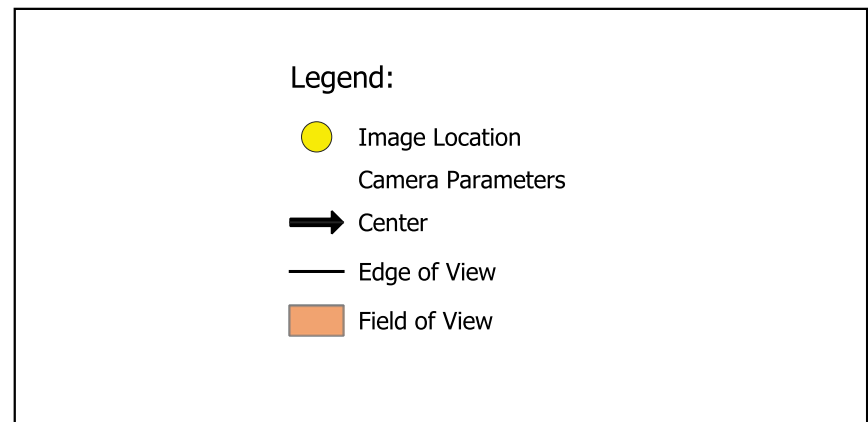 Legend:
Image Location
Camera Parameters
Center
Edge of View
Field of View